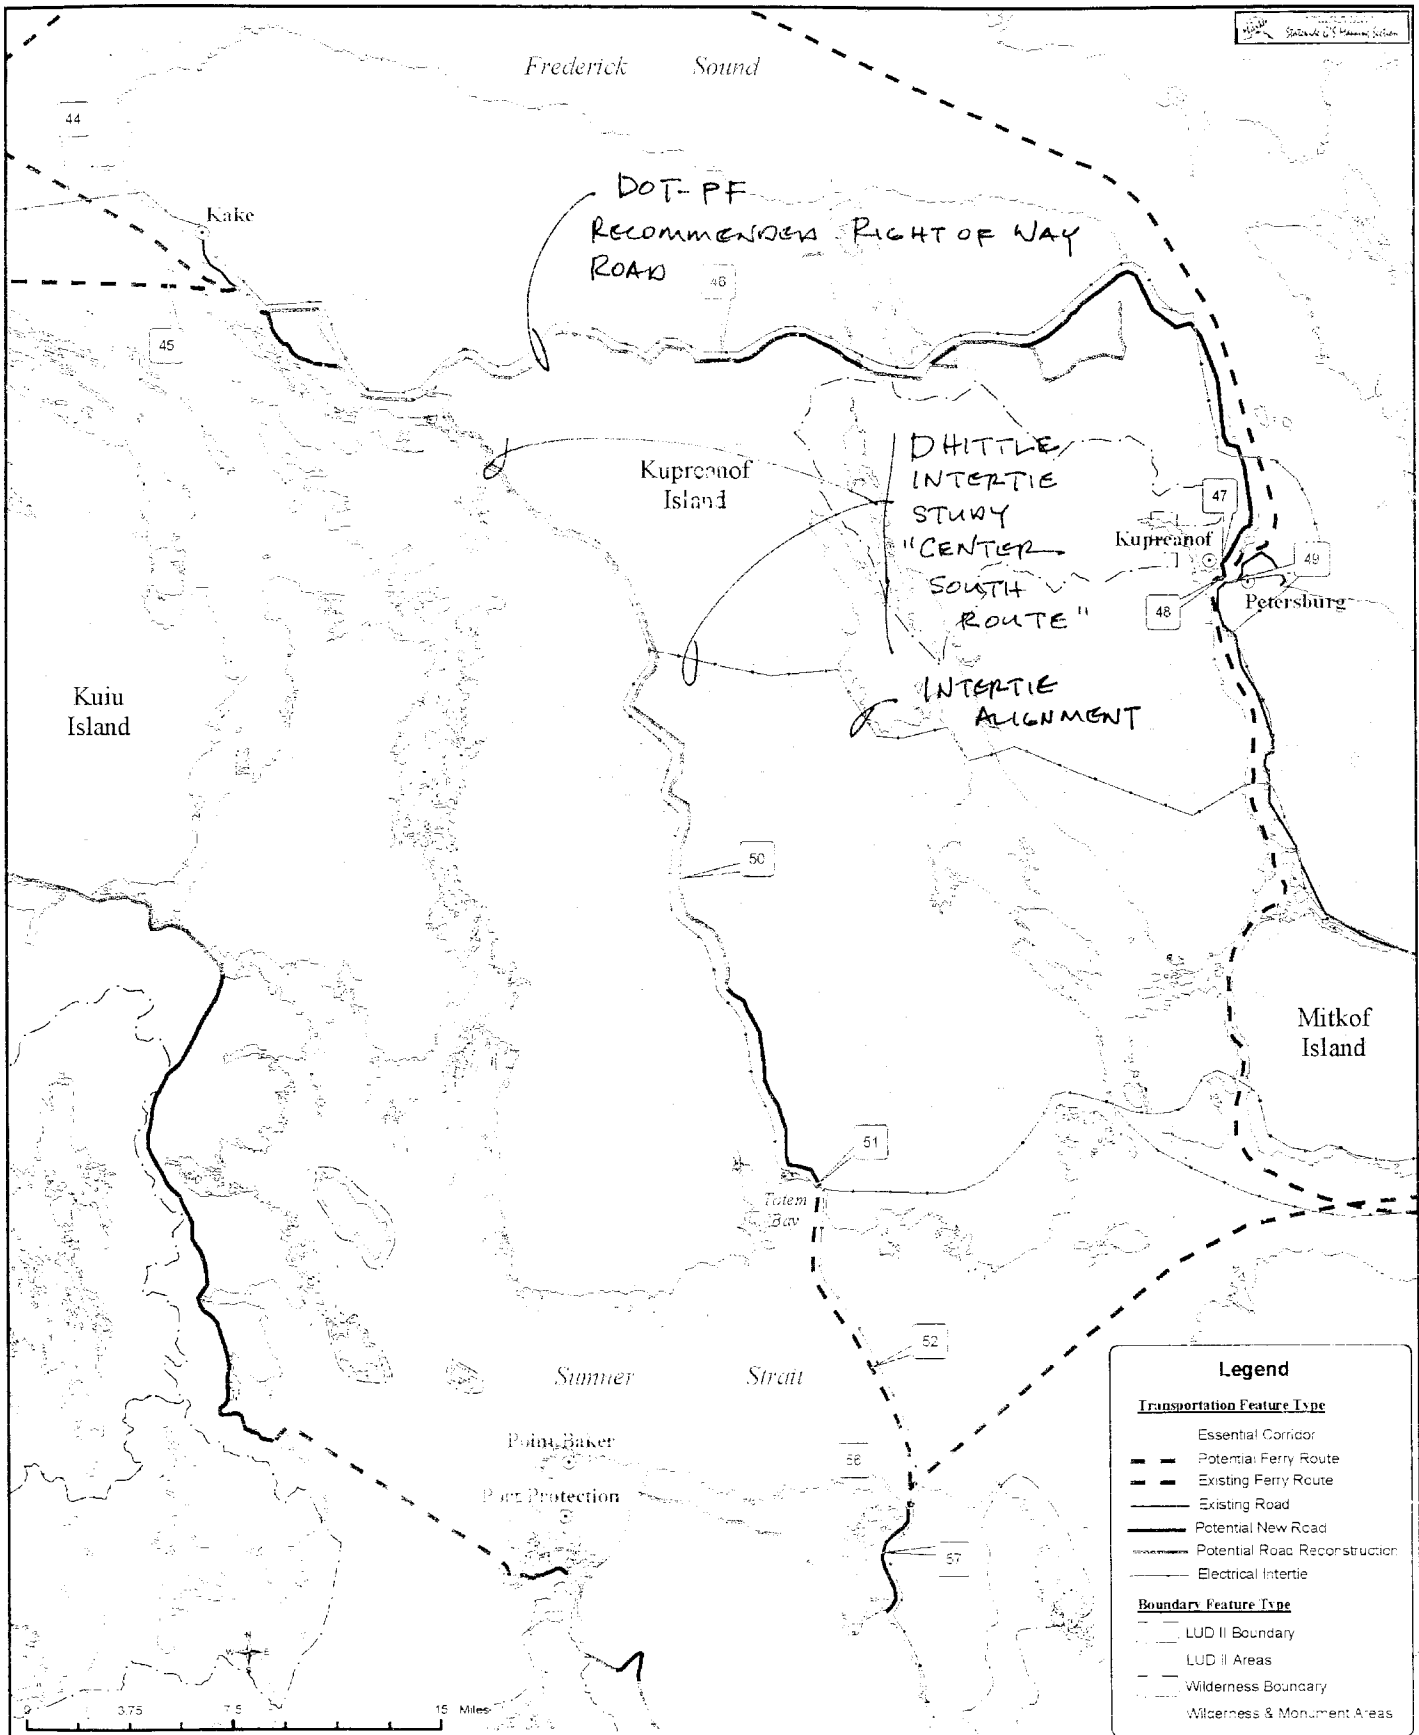 Frederick Sound
44
DOT-PF
RECOMMENDED RIGHT OF WAY
ROAD
Kake
46
45
Kupreanof
Island
DHITTLE
INTERTIE
STUDY
"CENTER
SOUTH
ROUTE"
47
Kupreanof
49
48
Petersburg
INTERTIE
ALIGNMENT
Kuiu
Island
50
Mitkof
Island
51
Totem
Bay
52
Sumner Strait
Point Baker
56
Port Protection
57
Legend
Transportation Feature Type
Essential Corridor
Potential Ferry Route
Existing Ferry Route
Existing Road
Potential New Road
Potential Road Reconstruction
Electrical Intertie
Boundary Feature Type
LUD II Boundary
LUD II Areas
Wilderness Boundary
Wilderness & Monument Areas
N
W E
0 3.75 7.5 15 Miles